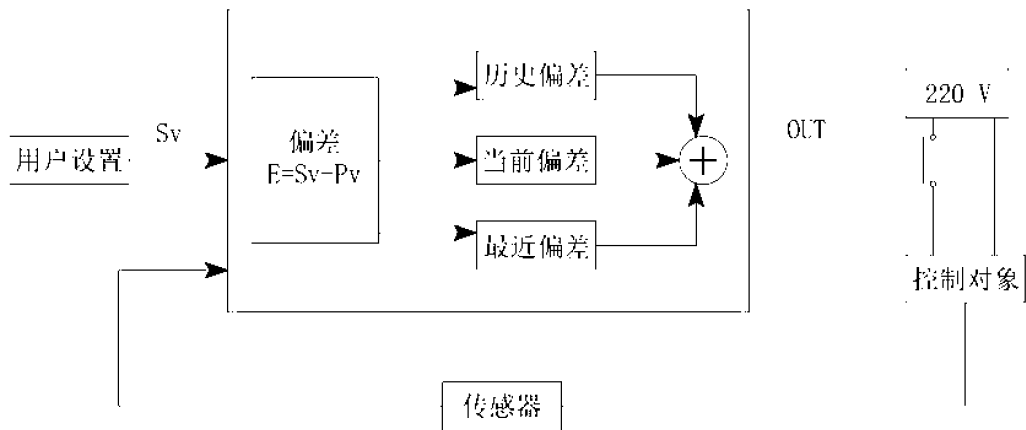 用户设置
Sv
偏差
E=Sv-Pv
历史偏差
当前偏差
最近偏差
OUT
220 V
控制对象
传感器